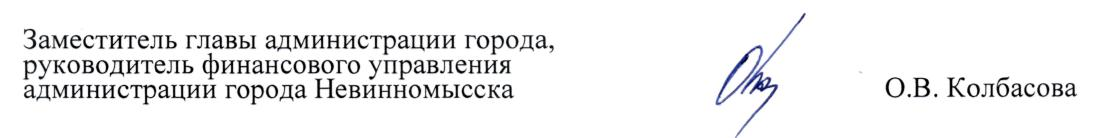 Заместитель главы администрации города,
руководитель финансового управления
администрации города Невинномысска
О.В. Колбасова